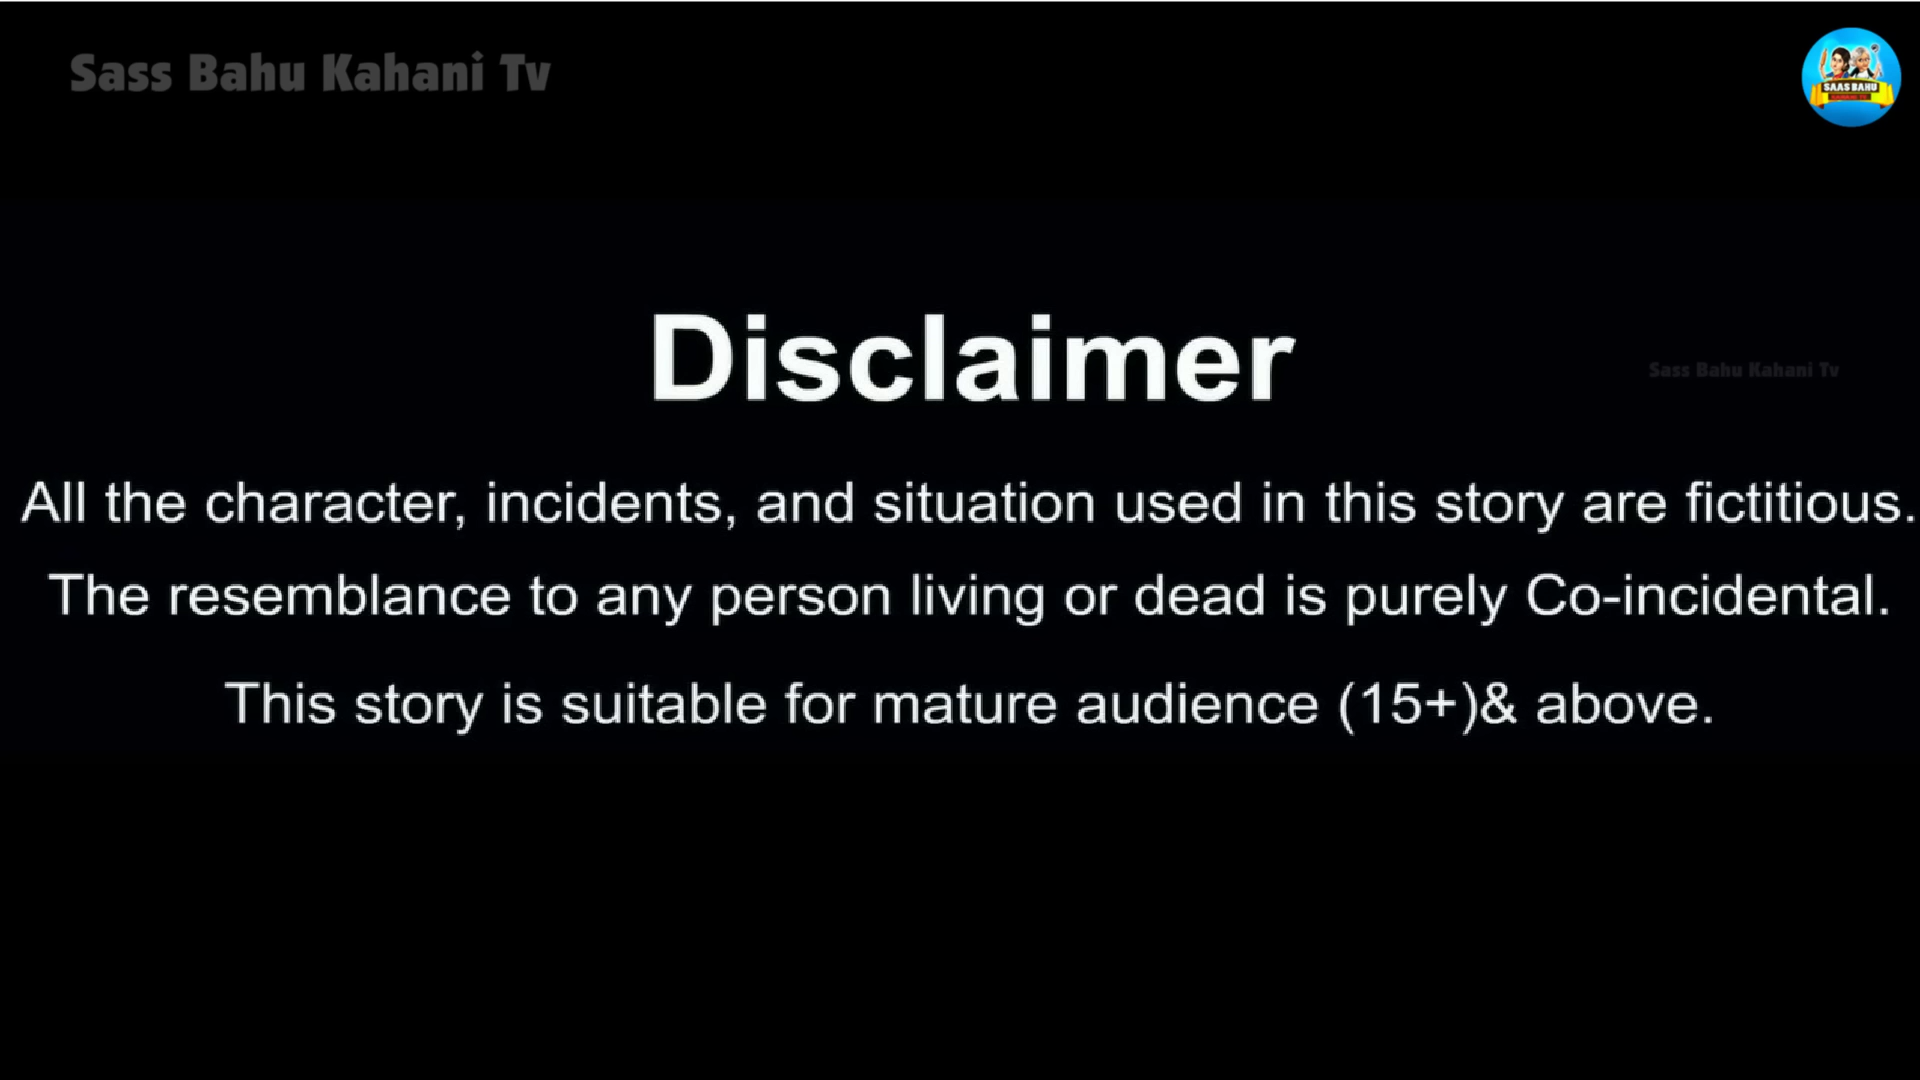 Sass Bahu Kahani Tv
SAAS BAHU
Disclaimer
Sass Bahu Kahani Tv
All the character, incidents, and situation used in this story are fictitious.
The resemblance to any person living or dead is purely Co-incidental.
This story is suitable for mature audience (15+)& above.